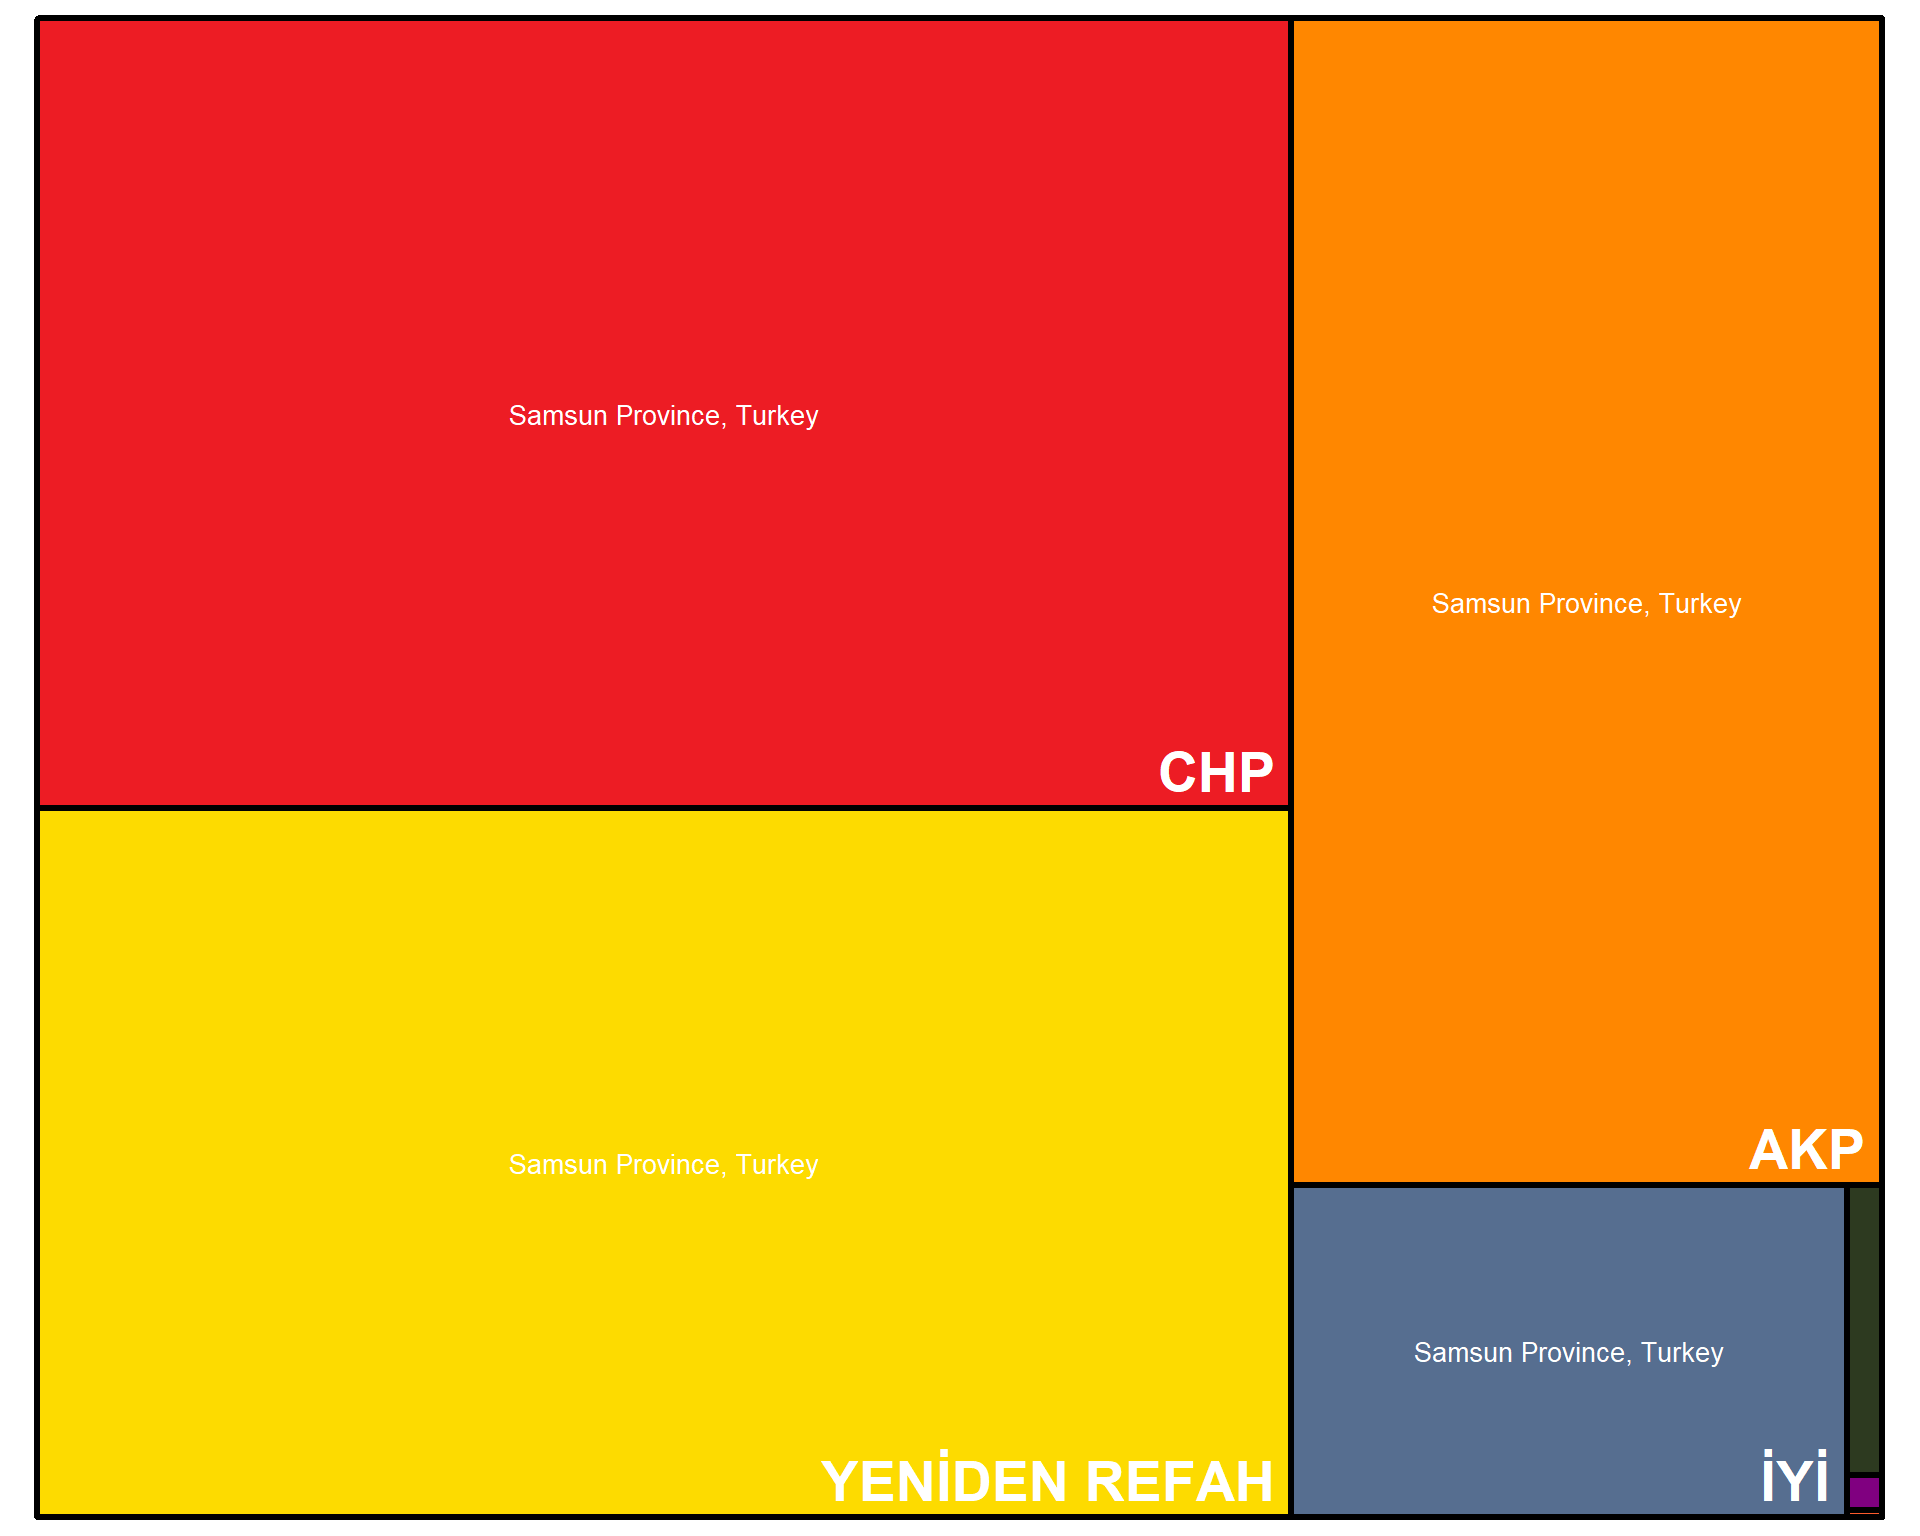 Samsun Province, Turkey
CHP
Samsun Province, Turkey
AKP
Samsun Province, Turkey
YENİDEN REFAH
Samsun Province, Turkey
İYİ